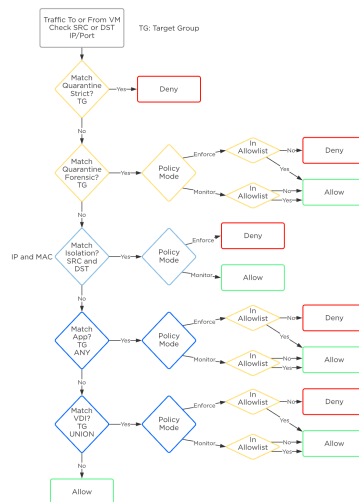 Traffic To or From VM
Check SRC or DST
IP/Port
TG: Target Group
Match
Quarantine
Strict?
TG
Yes
Deny
No
Match
Quarantine
Forensic?
TG
Yes
Policy
Mode
Enforce
In
Allowlist
No
Deny
Yes
Monitor
In
Allowlist
No
Yes
Allow
No
IP and MAC
Match
Isolation?
SRC and
DST
Yes
Policy
Mode
Enforce
Deny
Monitor
Allow
No
Match
App?
TG
ANY
Yes
Policy
Mode
Enforce
In
Allowlist
No
Deny
Yes
Monitor
In
Allowlist
No
Yes
Allow
No
Match
VDI?
TG
UNION
Yes
Policy
Mode
Enforce
In
Allowlist
No
Deny
Yes
Monitor
In
Allowlist
No
Yes
Allow
No
Allow